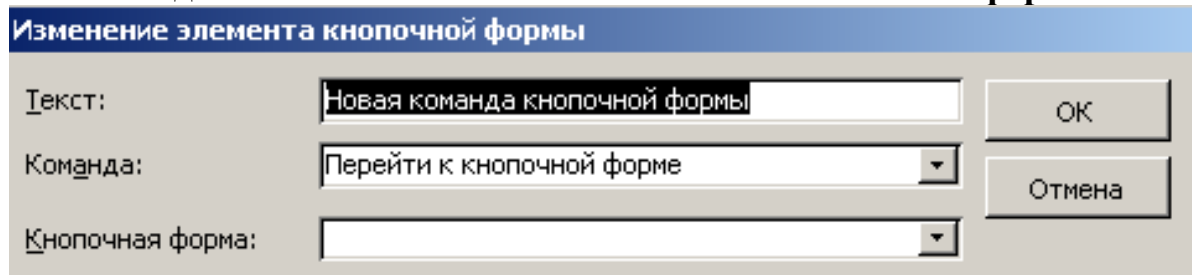 Изменение элемента кнопочной формы
Текст: Новая команда кнопочной формы OK
Команда: Перейти к кнопочной форме
Отмена
Кнопочная форма: